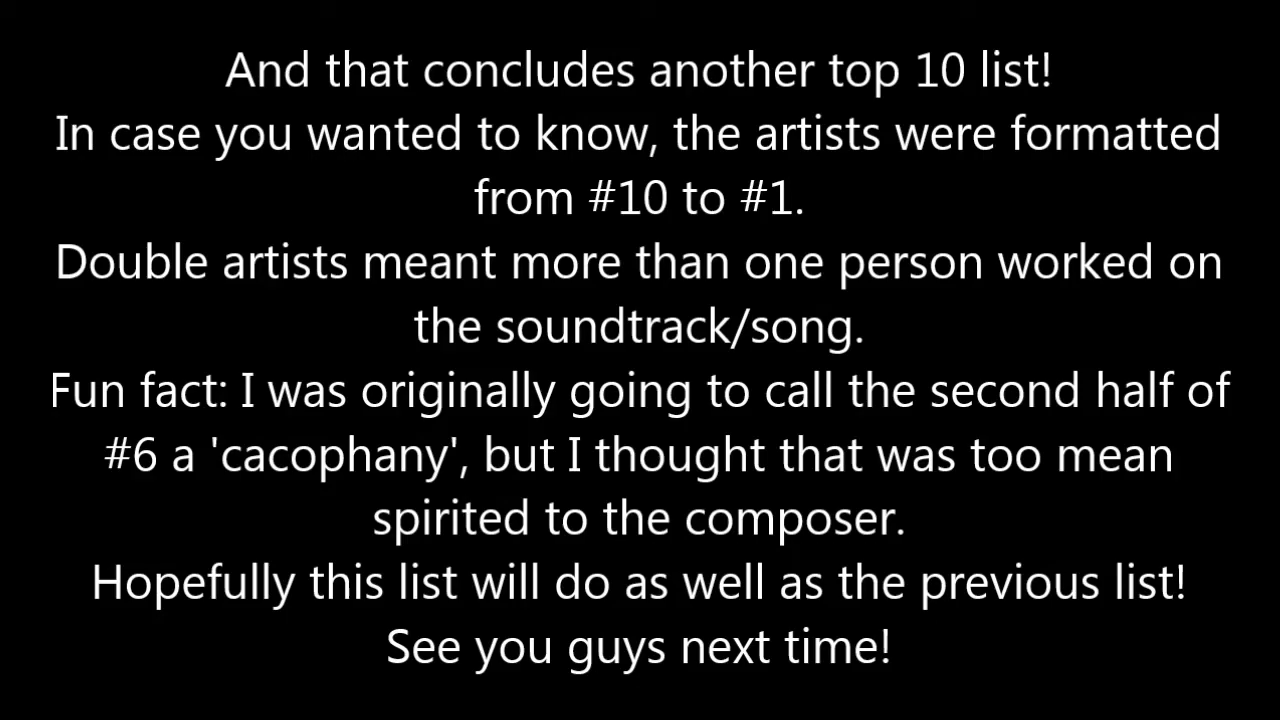 And that concludes another top 10 list!
In case you wanted to know, the artists were formatted
from #10 to #1.
Double artists meant more than one person worked on
the soundtrack/song.
Fun fact: I was originally going to call the second half of
#6 a 'cacophany', but I thought that was too mean
spirited to the composer.
Hopefully this list will do as well as the previous list!
See you guys next time!